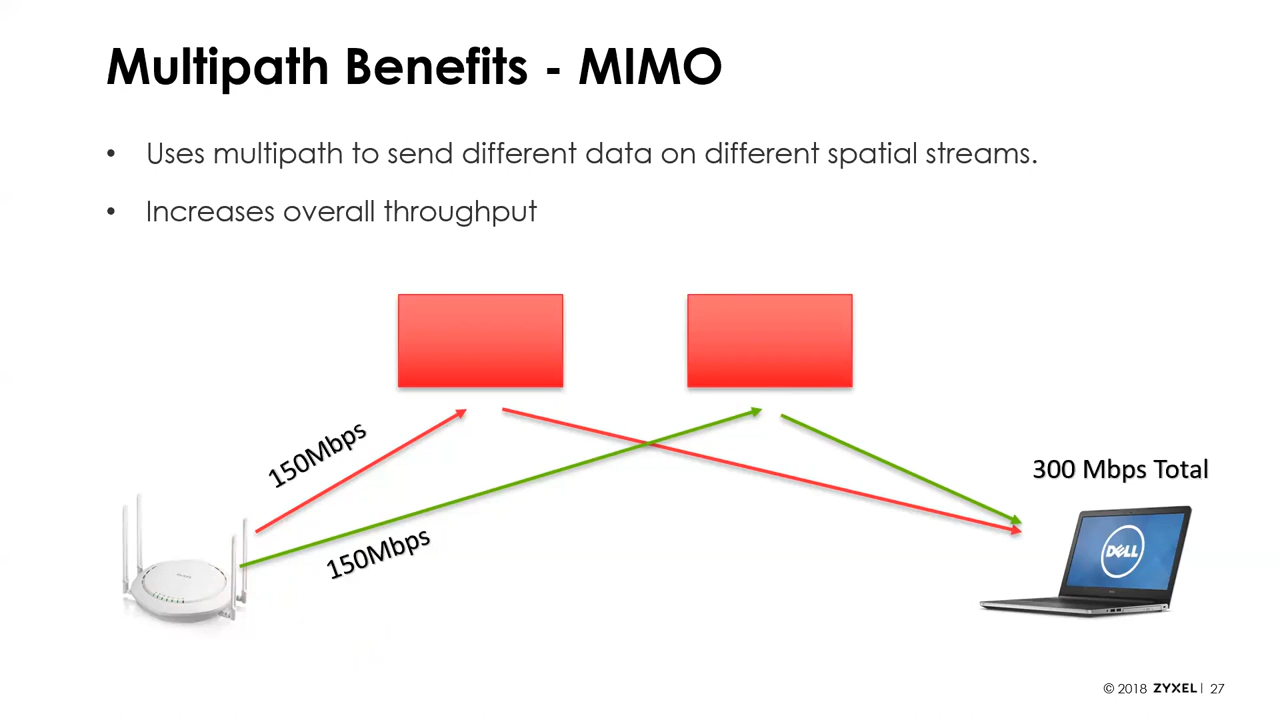 Multipath Benefits - MIMO
• Uses multipath to send different data on different spatial streams.
• Increases overall throughput
150Mbps
150Mbps
300 Mbps Total
DELL
© 2018 ZYXEL | 27